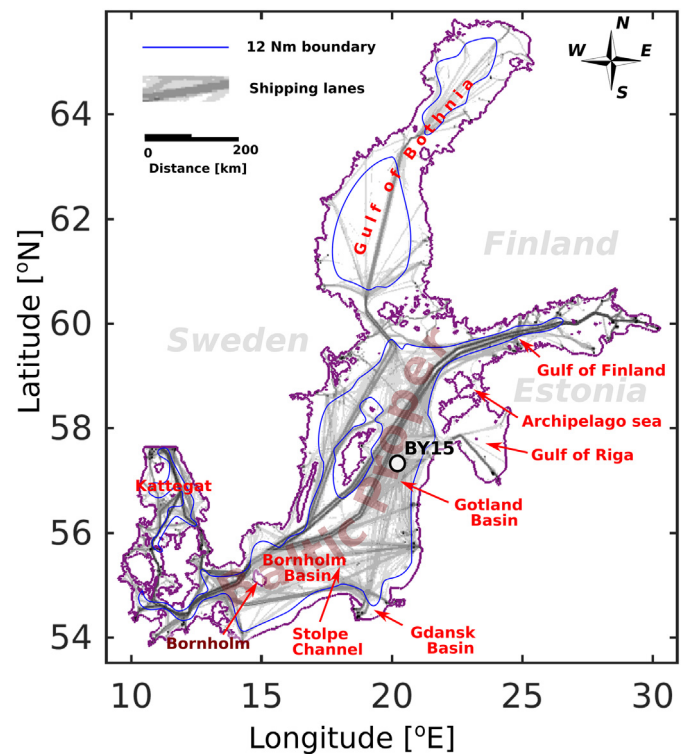 12 Nm boundary
Shipping lanes
0 200
Distance [km]
N
W E
S
64
62
60
58
56
54
10 15 20 25 30
Latitude [°N]
Longitude [°E]
Gulf of Bothnia
Finland
Sweden
Estonia
Baltic Proper
Gulf of Finland
Archipelago sea
BY15
Gulf of Riga
Kattegat
Gotland
Basin
Bornholm
Basin
Bornholm
Stolpe
Channel
Gdansk
Basin